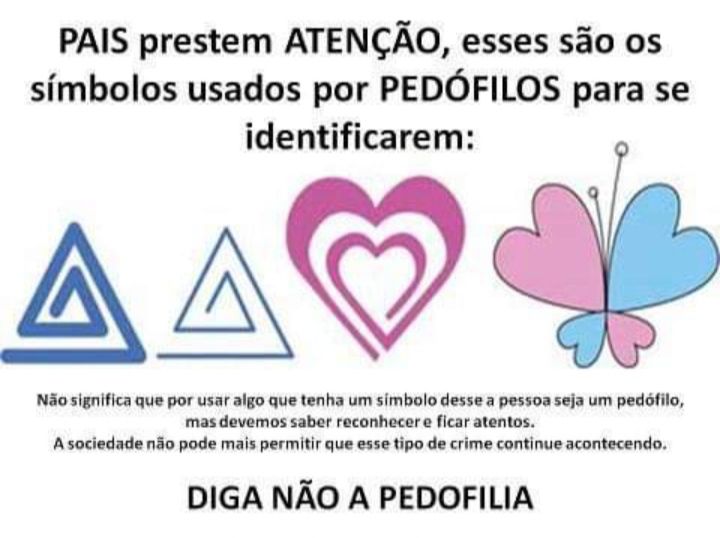 PAIS prestem ATENÇÃO, esses são os
símbolos usados por PEDÓFILOS para se
identificarem:
Não significa que por usar algo que tenha um símbolo desse a pessoa seja um pedófilo,
mas devemos saber reconhecer e ficar atentos.
A sociedade não pode mais permitir que esse tipo de crime continue acontecendo.
DIGA NÃO A PEDOFILIA